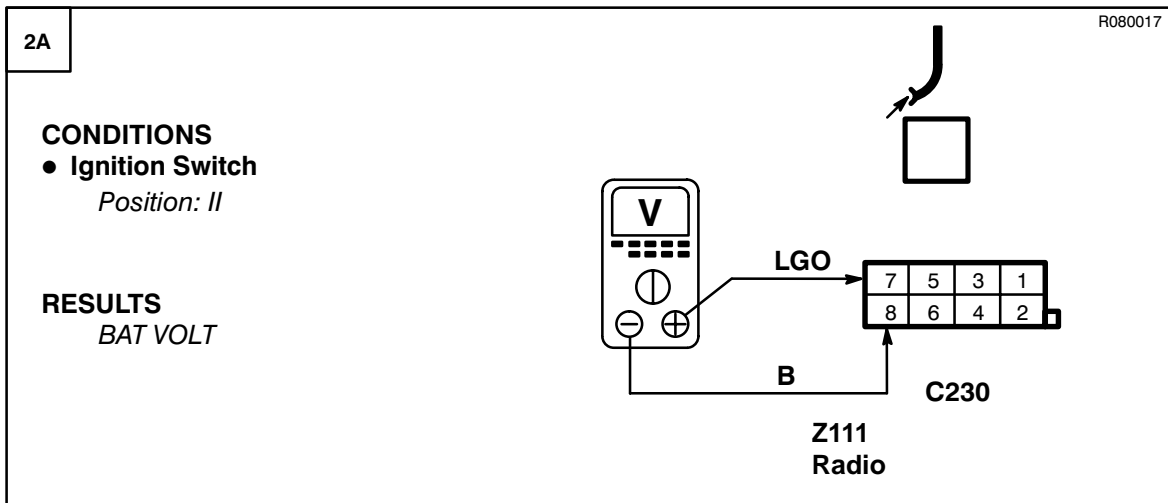 R080017
2A
CONDITIONS
● Ignition Switch
Position: II
RESULTS
BAT VOLT
V
LGO
7 5 3 1
8 6 4 2
B
C230
Z111
Radio